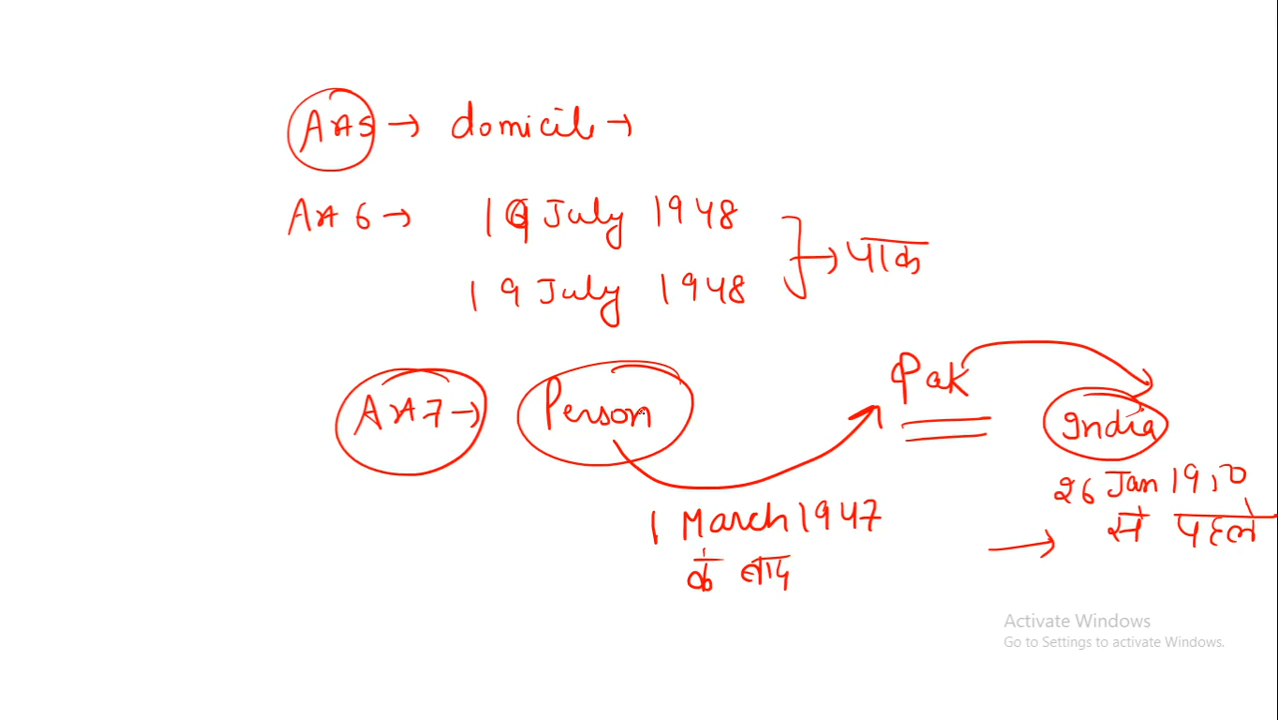 Art 5 → domicile →
Art 6 → 19 July 1948
19 July 1948
→ पाक
Art 7 → Person
Pak
India
1 March 1947
के बाद
→
26 Jan 1950
से पहले
Activate Windows
Go to Settings to activate Windows.